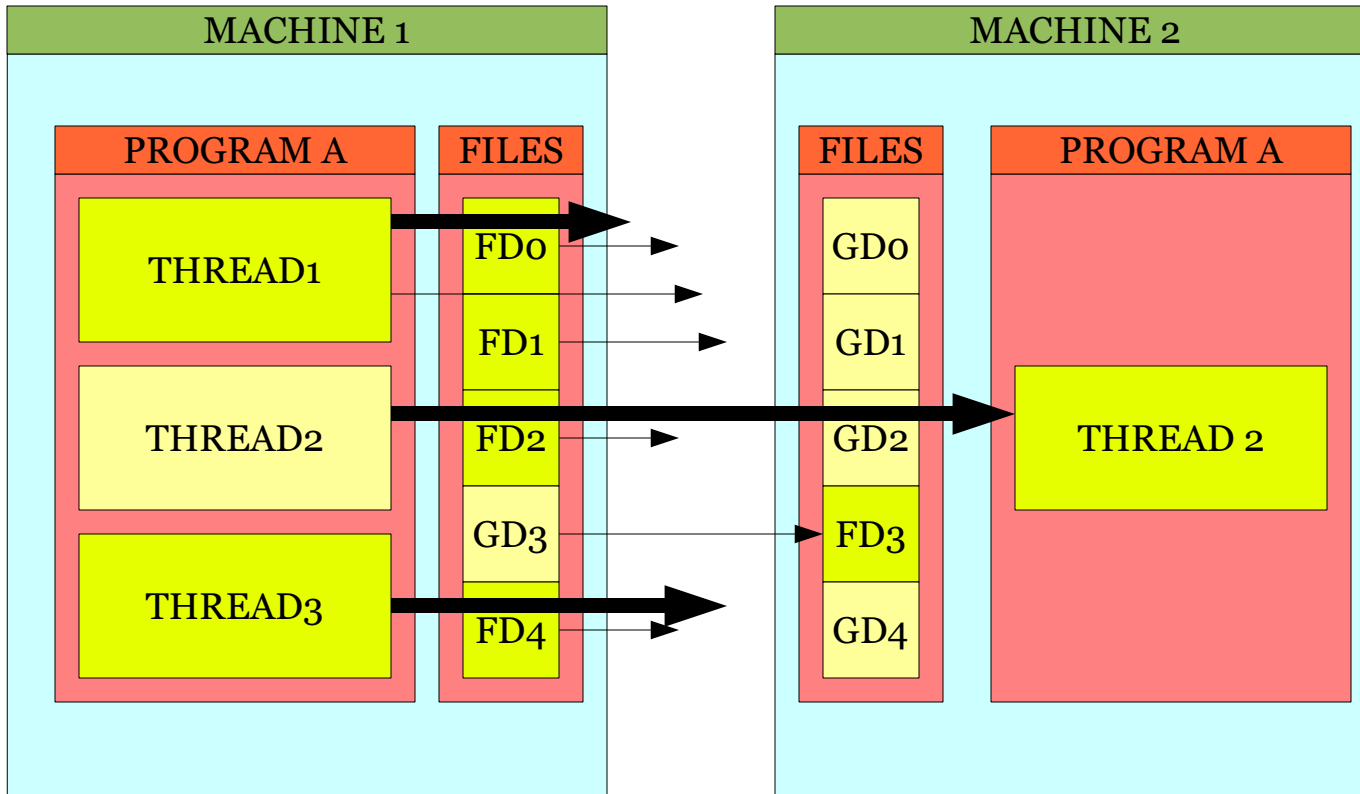 MACHINE 1
MACHINE 2
PROGRAM A
FILES
FILES
PROGRAM A
THREAD1
THREAD2
THREAD3
FD0
FD1
FD2
GD3
FD4
GD0
GD1
GD2
FD3
GD4
THREAD 2